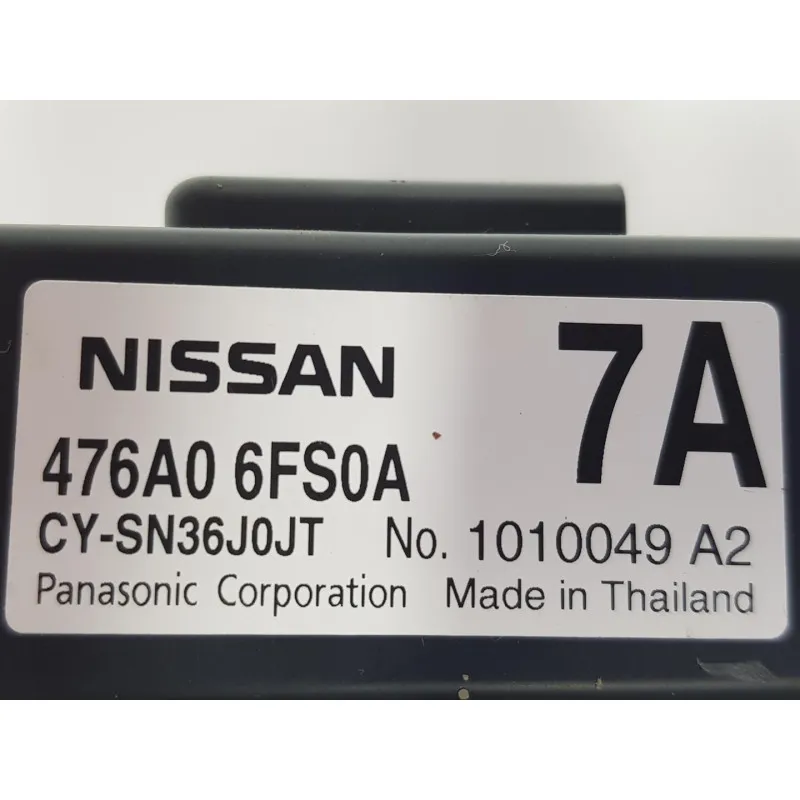 NISSAN 7A
476A0 6FS0A
CY-SN36J0JT No. 1010049 A2
Panasonic Corporation Made in Thailand